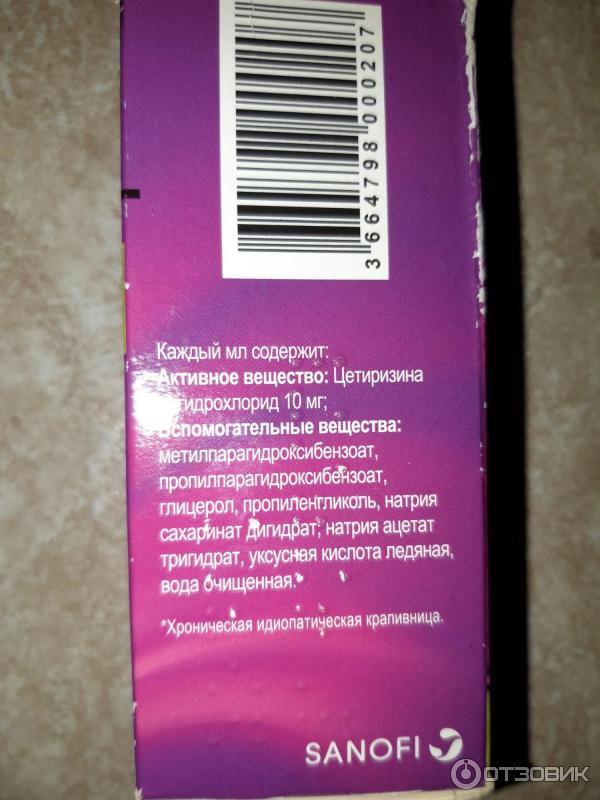 3 664798 000207
Каждый мл содержит:
Активное вещество: Цетиризина
дигидрохлорид 10 мг;
Вспомогательные вещества:
метилпарагидроксибензоат,
пропилпарагидроксибензоат,
глицерол, пропиленгликоль, натрия
сахаринат дигидрат, натрия ацетат
тригидрат, уксусная кислота ледяная,
вода очищенная.
*Хроническая идиопатическая крапивница.
SANOFI
ОТЗОВИК